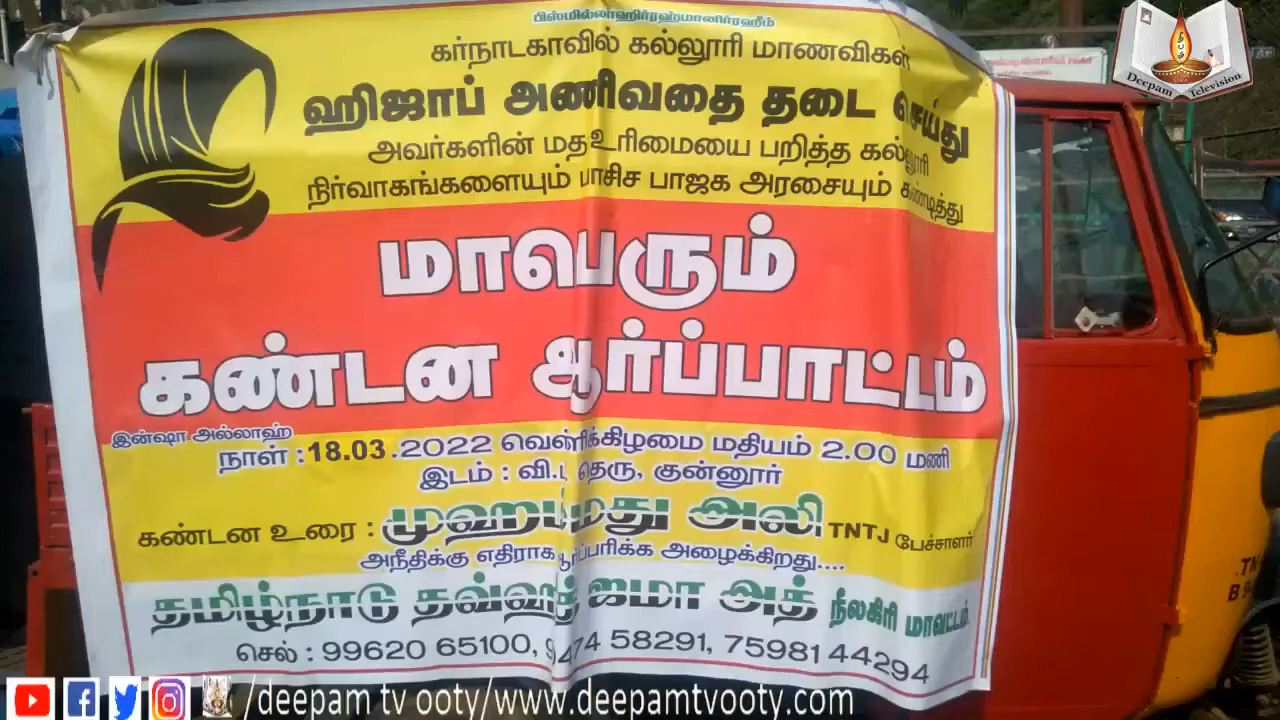 பிஸ்மில்லாஹிர்ரஹ்மானிர்ரஹீம்
கர்நாடகாவில் கல்லூரி மாணவிகள்
ஹிஜாப் அணிவதை தடை செய்து
அவர்களின் மதஉரிமையை பறித்த கல்லூரி
நிர்வாகங்களையும் பாசிச பாஜக அரசையும் கண்டித்து
மாபெரும்
கண்டன ஆர்ப்பாட்டம்
இன்ஷா அல்லாஹ்
நாள் : 18.03 .2022 வெள்ளிக்கிழமை மதியம் 2.00 மணி
இடம் : வி.பி தெரு, குன்னூர்
கண்டன உரை : முஹம்மது அலி TNTJ பேச்சாளர்
அநீதிக்கு எதிராக ஆர்ப்பரிக்க அழைக்கிறது....
தமிழ்நாடு தவ்ஹீத் ஜமா அத் நீலகிரி மாவட்டம்
செல் : 99620 65100, 58291, 75981 44294
Deepam Television
TN
/deepam tv ooty/www.deepamtvooty.com